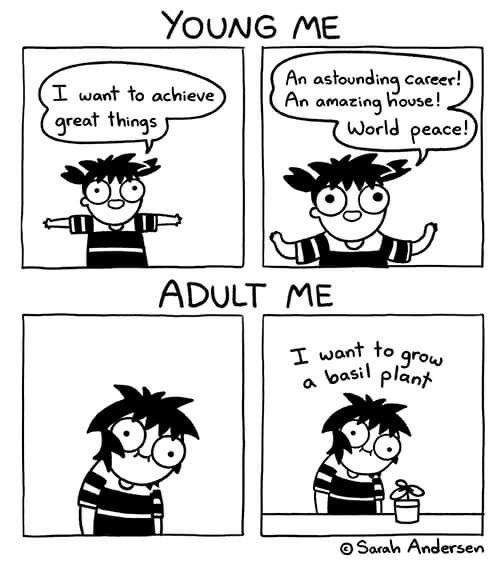 YOUNG ME
I want to achieve
great things
An astounding career!
An amazing house!
World peace!
ADULT ME
I want to grow
a basil plant
© Sarah Andersen